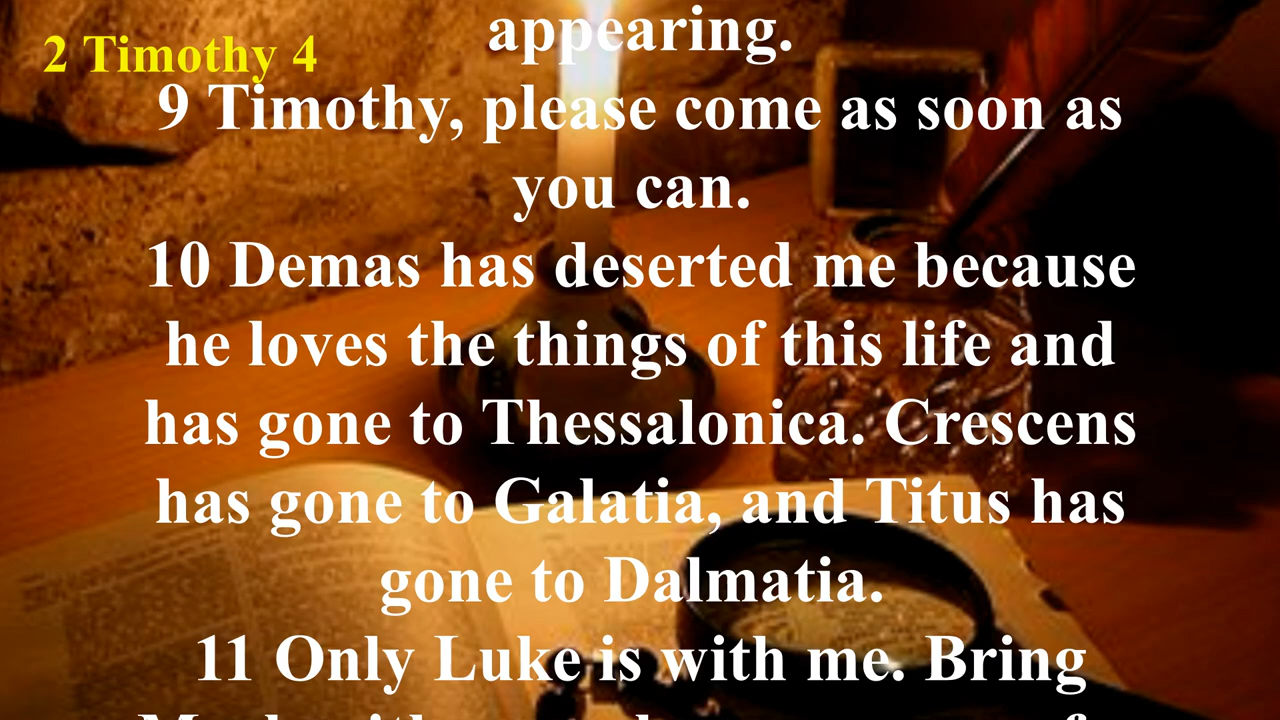 appearing.
2 Timothy 4
9 Timothy, please come as soon as
you can.
10 Demas has deserted me because
he loves the things of this life and
has gone to Thessalonica. Crescens
has gone to Galatia, and Titus has
gone to Dalmatia.
11 Only Luke is with me. Bring